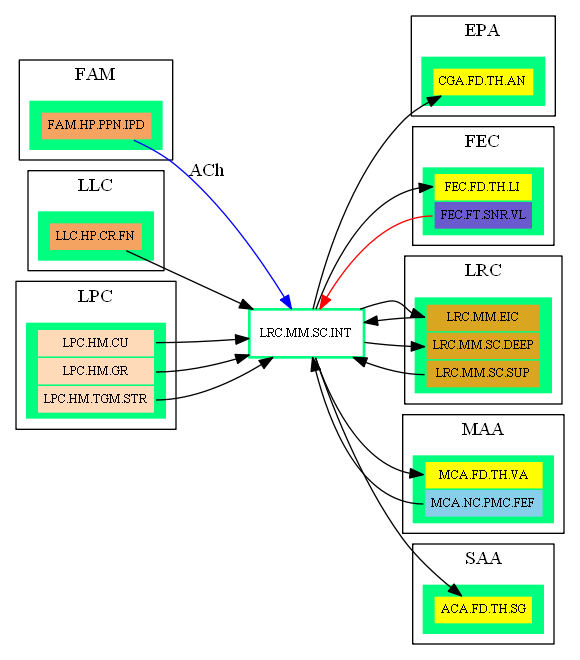 FAM
FAM.HP.PPN.IPD
ACh
LLC
LLC.HP.CR.FN
LPC
LPC.HM.CU
LPC.HM.GR
LPC.HM.TGM.STR
LRC.MM.SC.INT
EPA
CGA.FD.TH.AN
FEC
FEC.FD.TH.LI
FEC.FT.SNR.VL
LRC
LRC.MM.EIC
LRC.MM.SC.DEEP
LRC.MM.SC.SUP
MAA
MCA.FD.TH.VA
MCA.NC.PMC.FEF
SAA
ACA.FD.TH.SG